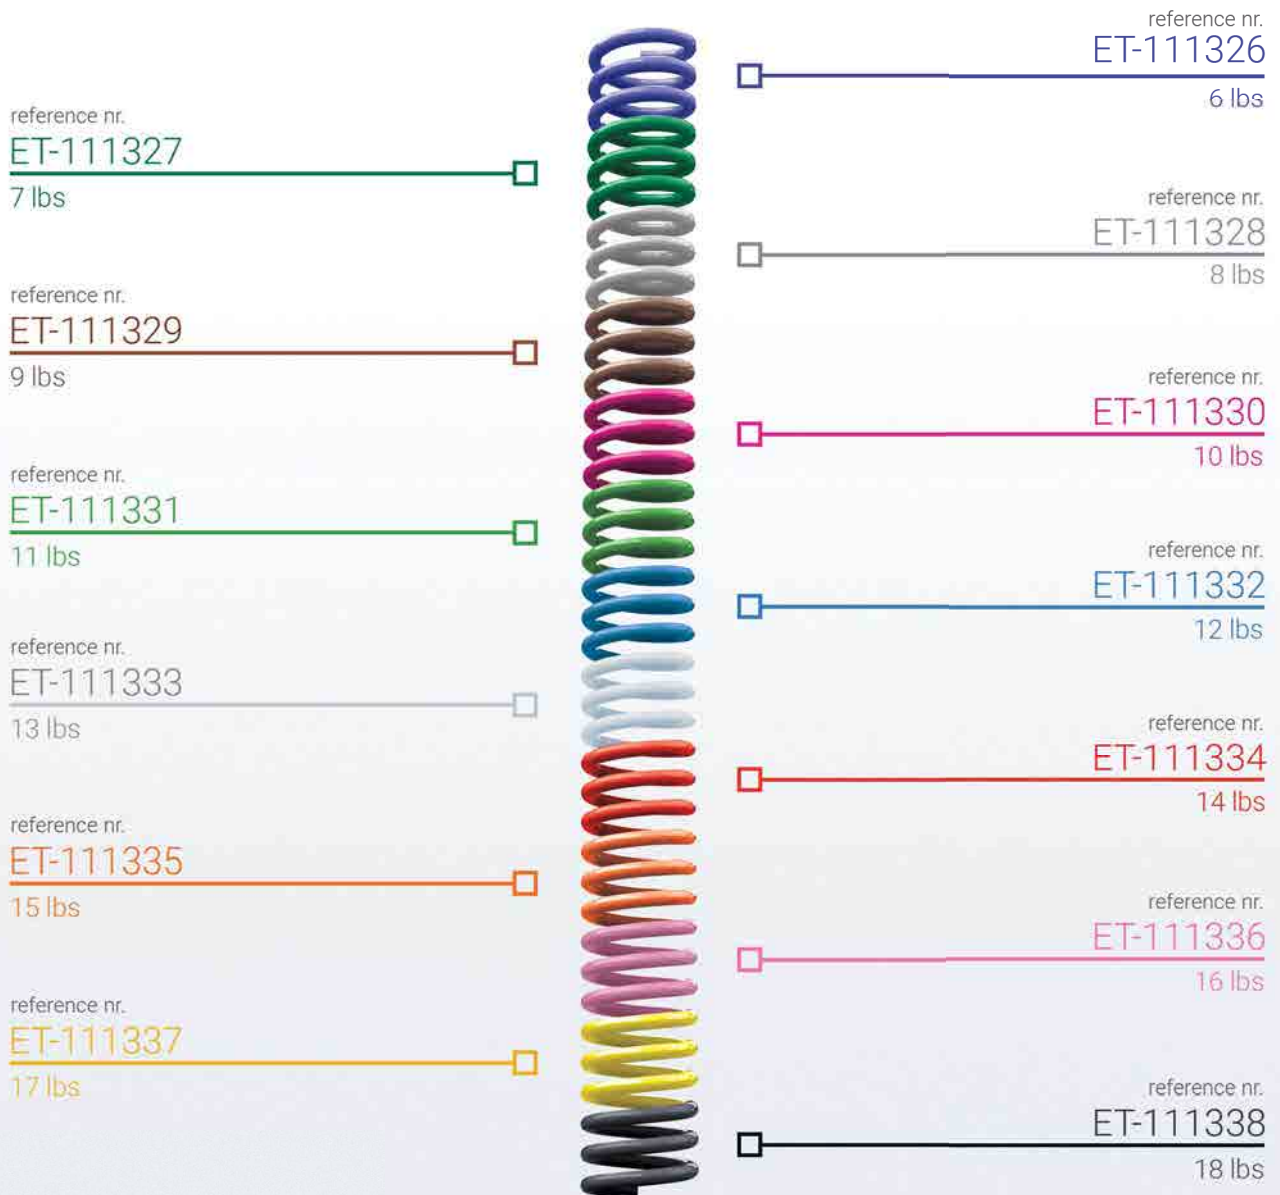 reference nr.
ET-111326
6 lbs
reference nr.
ET-111327
7 lbs
reference nr.
ET-111328
8 lbs
reference nr.
ET-111329
9 lbs
reference nr.
ET-111330
10 lbs
reference nr.
ET-111331
11 lbs
reference nr.
ET-111332
12 lbs
reference nr.
ET-111333
13 lbs
reference nr.
ET-111334
14 lbs
reference nr.
ET-111335
15 lbs
reference nr.
ET-111336
16 lbs
reference nr.
ET-111337
17 lbs
reference nr.
ET-111338
18 lbs